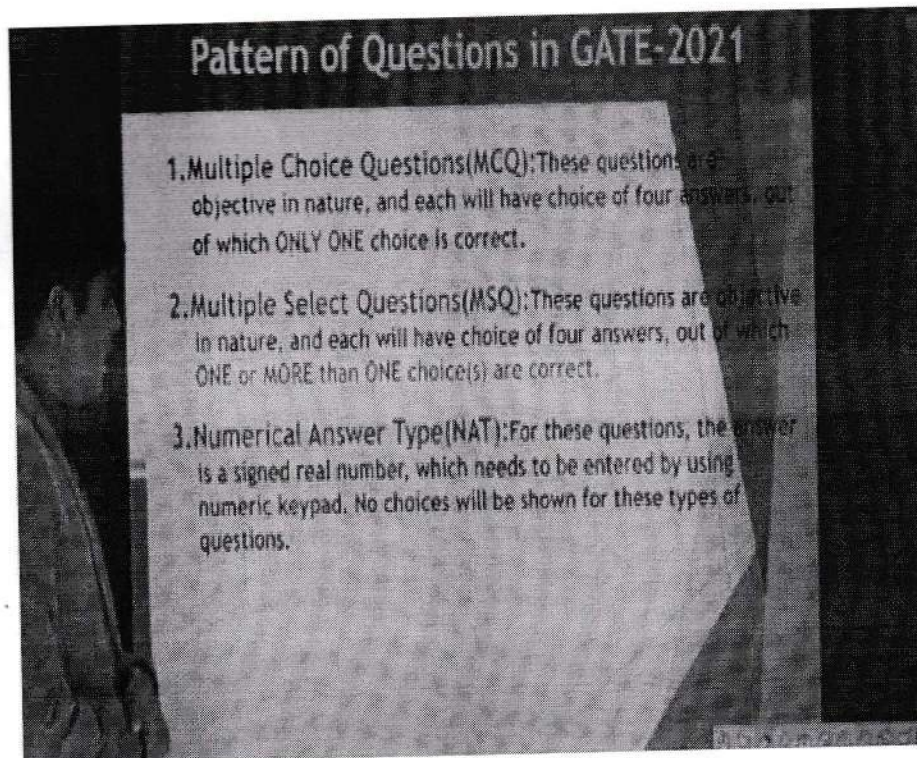 Pattern of Questions in GATE-2021
1.Multiple Choice Questions(MCQ):These questions are
objective in nature, and each will have choice of four answers, out
of which ONLY ONE choice is correct.
2.Multiple Select Questions(MSQ):These questions are objective
in nature, and each will have choice of four answers, out of which
ONE or MORE than ONE choice(s) are correct.
3.Numerical Answer Type(NAT):For these questions, the answer
is a signed real number, which needs to be entered by using
numeric keypad. No choices will be shown for these types of
questions.